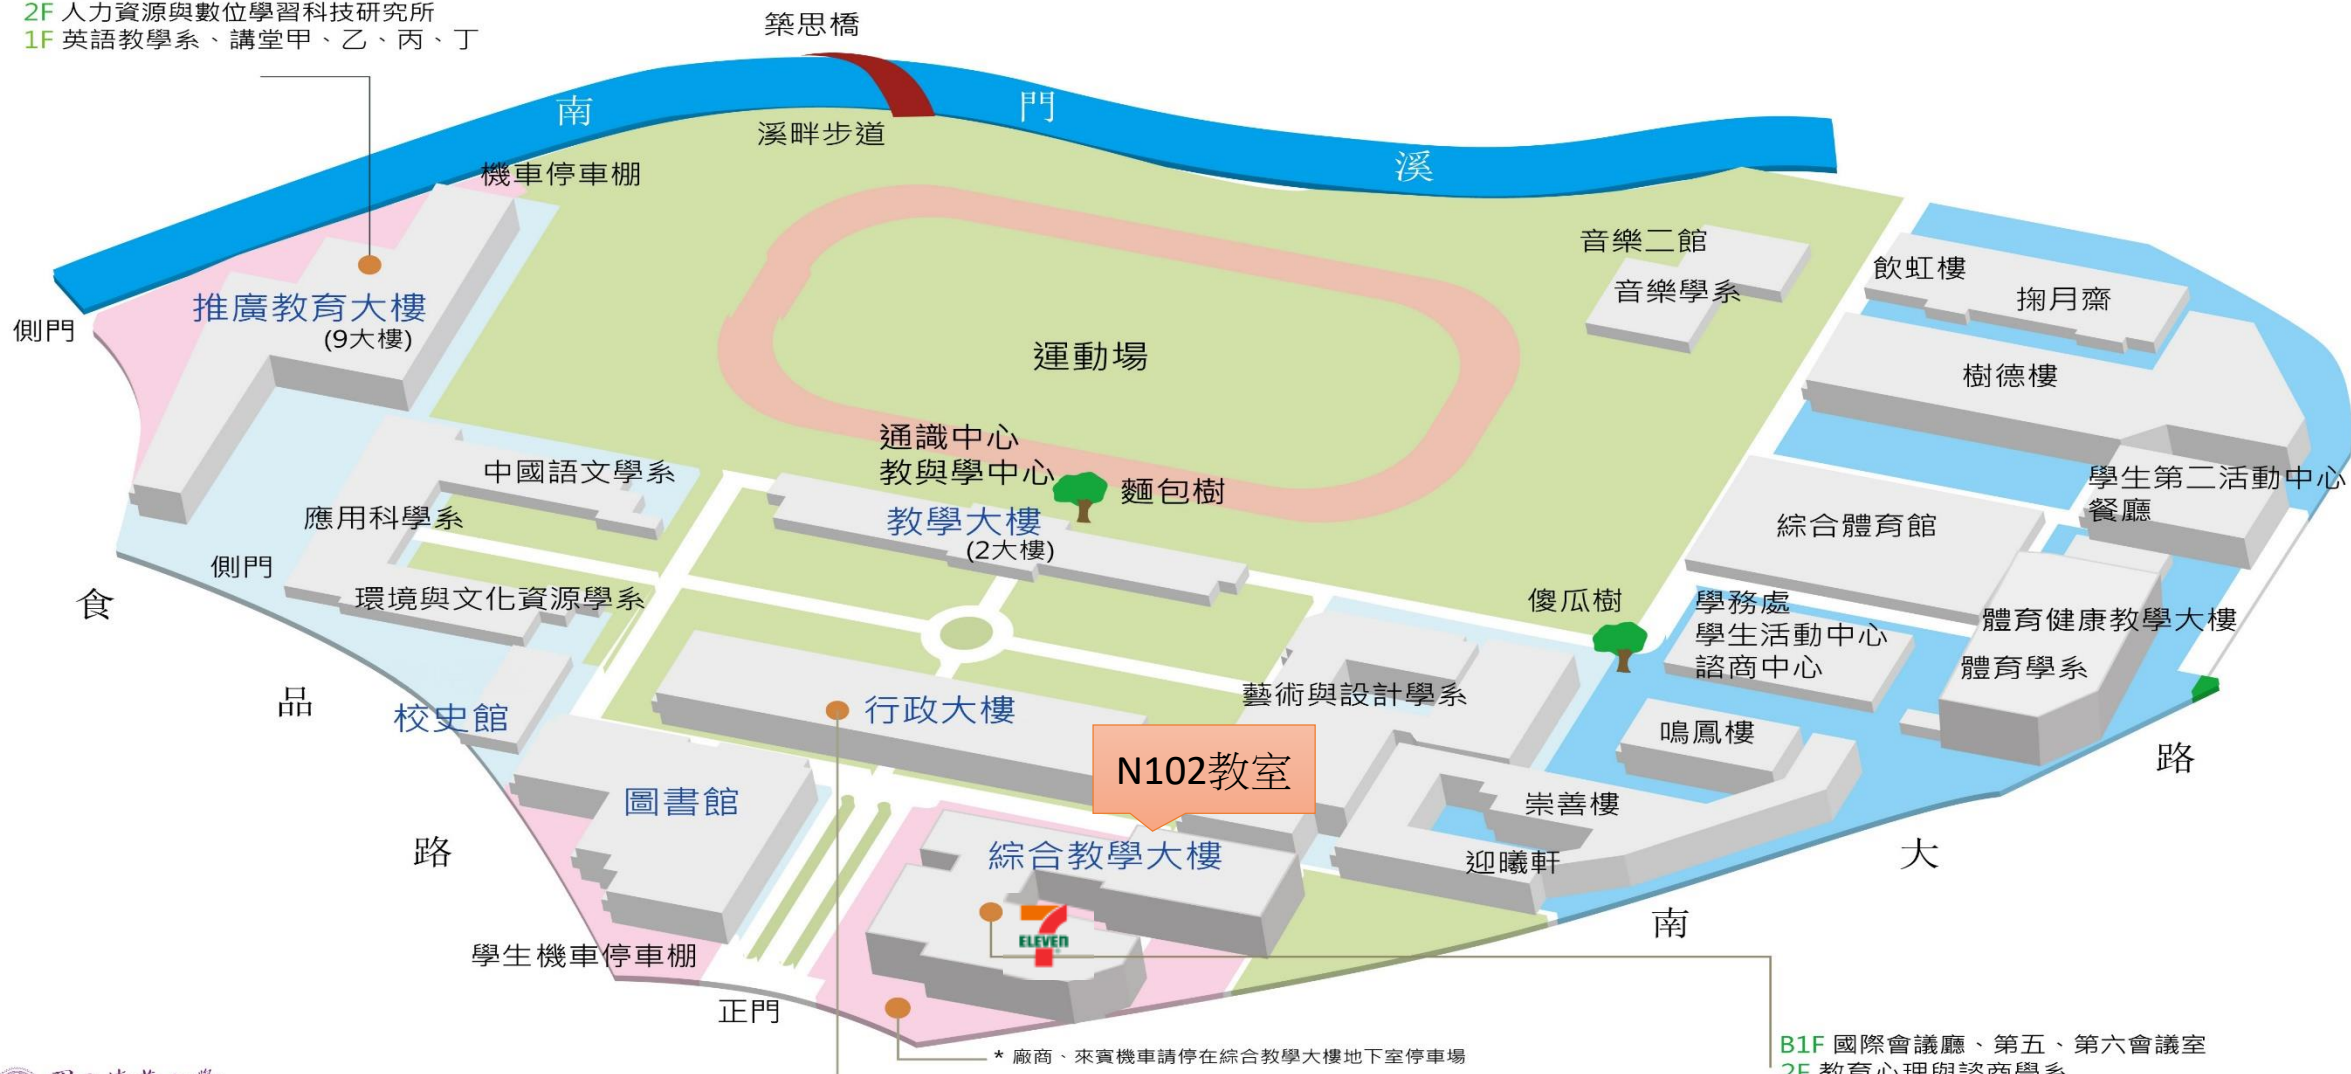 2F 人力資源與數位學習科技研究所
1F 英語教學系、講堂甲、乙、丙、丁
築思橋
南
門
溪
溪畔步道
機車停車棚
音樂二館
音樂學系
飲虹樓
掬月齋
推廣教育大樓
(9大樓)
側門
運動場
樹德樓
通識中心
教與學中心
麵包樹
教學大樓
(2大樓)
中國語文學系
應用科學系
側門
環境與文化資源學系
學生第二活動中心
餐廳
綜合體育館
傻瓜樹
學務處
學生活動中心
諮商中心
體育健康教學大樓
體育學系
食
品
路
校史館
行政大樓
藝術與設計學系
鳴鳳樓
N102教室
圖書館
崇善樓
綜合教學大樓
迎曦軒
7
ELEVEn
南
大
路
學生機車停車棚
正門
* 廠商、來賓機車請停在綜合教學大樓地下室停車場
B1F 國際會議廳、第五、第六會議室
2F 教育心理與諮商學系